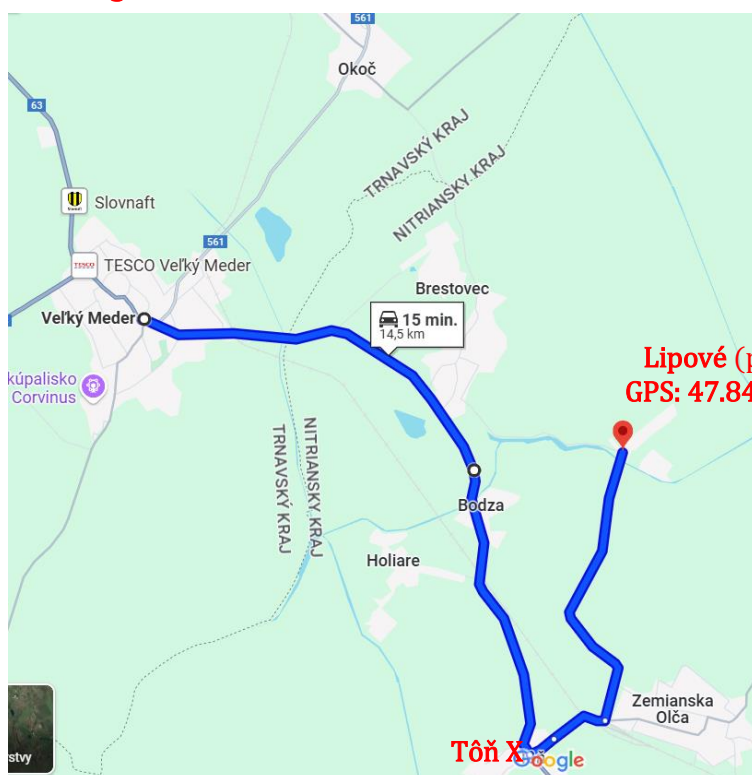 561
Okoč
63
TRNAVSKÝ KRAJ
NITRIANSKY KRAJ
Slovnaft
561
TESCO
TESCO Veľký Meder
Brestovec
Veľký Meder
15 min.
14,5 km
Lipové (p
GPS: 47.84
kúpalisko
Corvinus
NITRIANSKY KRAJ
TRNAVSKÝ KRAJ
Bodza
Holiare
Zemianska
Olča
Tôň X
Google
stvy